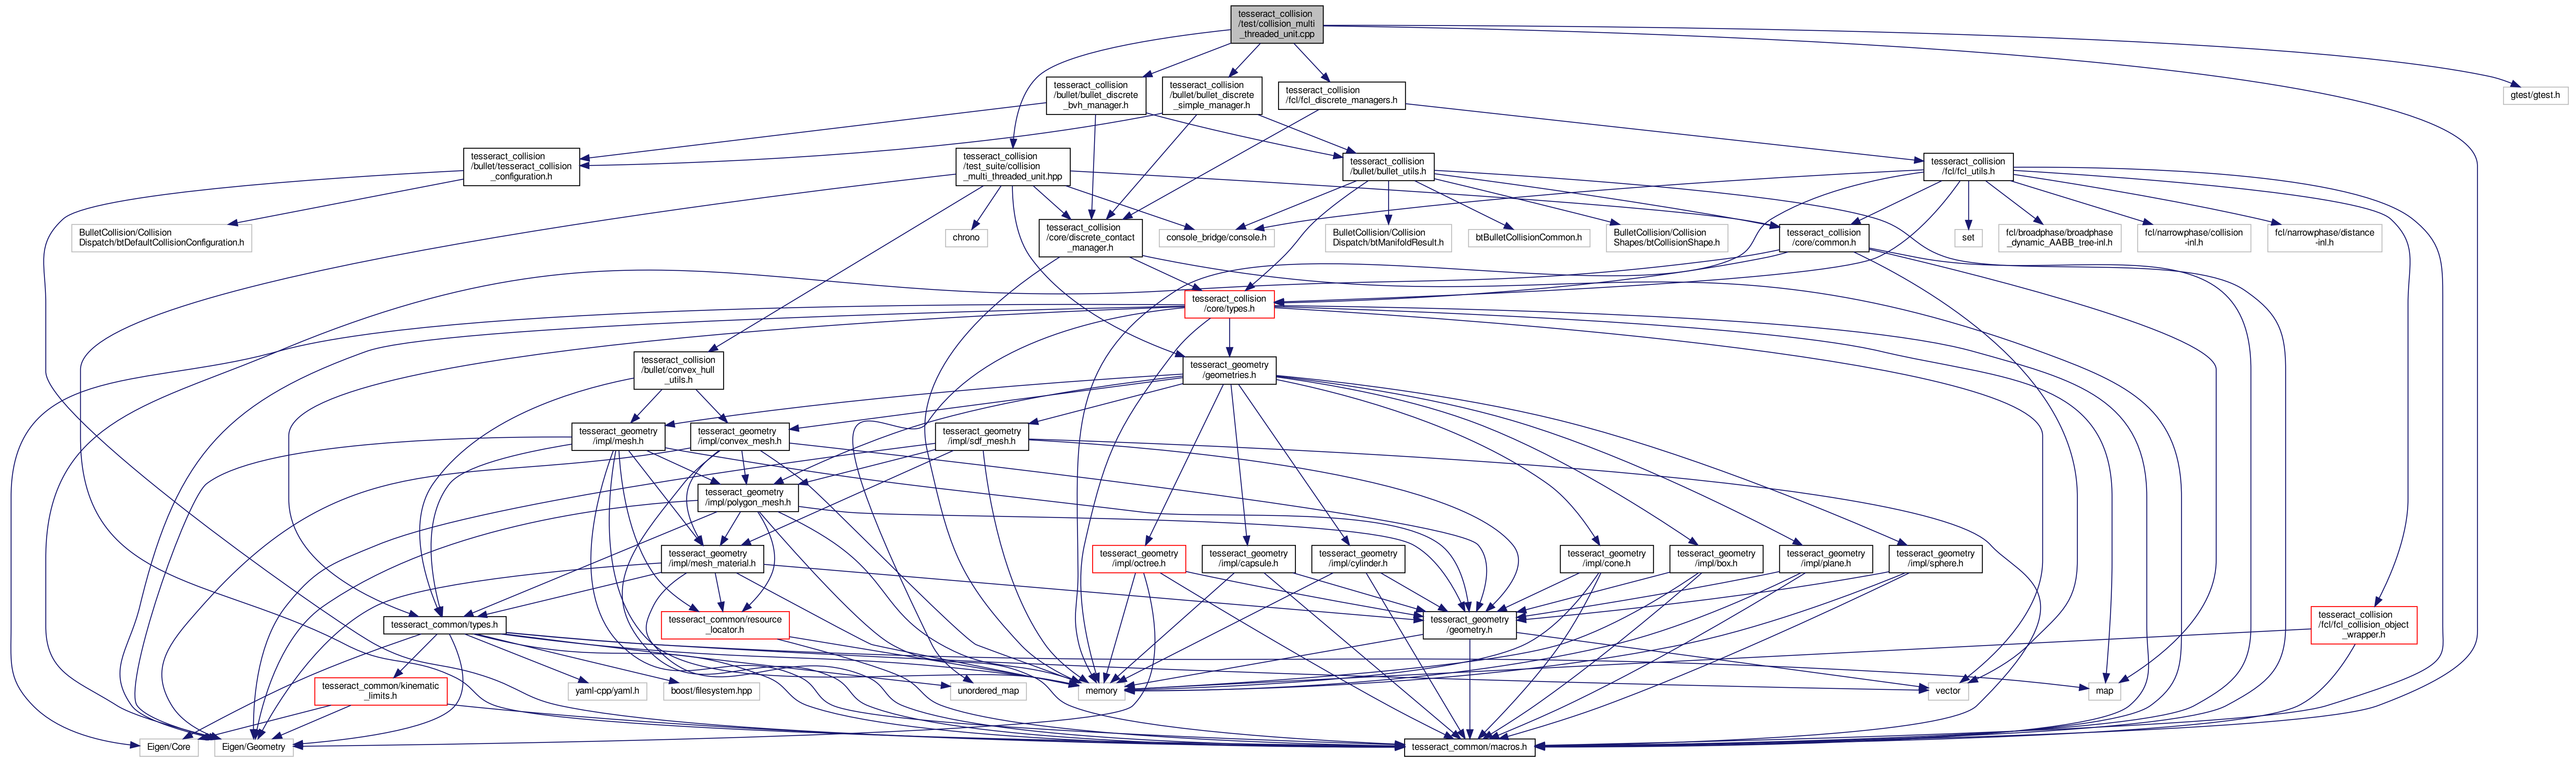 tesseract_collision
/test/collision_multi
_threaded_unit.cpp
tesseract_collision
/bullet/bullet_discrete
_bvh_manager.h
tesseract_collision
/bullet/bullet_discrete
_simple_manager.h
tesseract_collision
/fcl/fcl_discrete_managers.h
gtest/gtest.h
tesseract_collision
/bullet/tesseract_collision
_configuration.h
tesseract_collision
/test_suite/collision
_multi_threaded_unit.hpp
tesseract_collision
/bullet/bullet_utils.h
tesseract_collision
/fcl/fcl_utils.h
BulletCollision/Collision
Dispatch/btDefaultCollisionConfiguration.h
chrono
tesseract_collision
/core/discrete_contact
_manager.h
console_bridge/console.h
BulletCollision/Collision
Dispatch/btManifoldResult.h
btBulletCollisionCommon.h
BulletCollision/Collision
Shapes/btCollisionShape.h
tesseract_collision
/core/common.h
set
fcl/broadphase/broadphase
_dynamic_AABB_tree-inl.h
fcl/narrowphase/collision
-inl.h
fcl/narrowphase/distance
-inl.h
tesseract_collision
/core/types.h
tesseract_collision
/bullet/convex_hull
_utils.h
tesseract_geometry
/geometries.h
tesseract_geometry
/impl/mesh.h
tesseract_geometry
/impl/convex_mesh.h
tesseract_geometry
/impl/sdf_mesh.h
tesseract_geometry
/impl/polygon_mesh.h
tesseract_geometry
/impl/mesh_material.h
tesseract_geometry
/impl/octree.h
tesseract_geometry
/impl/capsule.h
tesseract_geometry
/impl/cylinder.h
tesseract_geometry
/impl/cone.h
tesseract_geometry
/impl/box.h
tesseract_geometry
/impl/plane.h
tesseract_geometry
/impl/sphere.h
tesseract_common/types.h
tesseract_common/resource
_locator.h
tesseract_geometry
/geometry.h
tesseract_collision
/fcl/fcl_collision_object
_wrapper.h
tesseract_common/kinematic
_limits.h
yaml-cpp/yaml.h
boost/filesystem.hpp
unordered_map
memory
vector
map
Eigen/Core
Eigen/Geometry
tesseract_common/macros.h